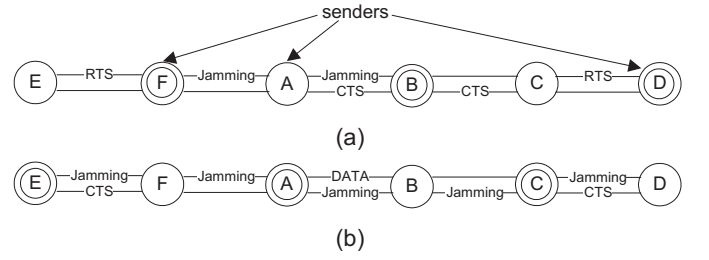 senders
E RTS F Jamming A Jamming CTS B CTS C RTS D
(a)
E Jamming CTS F Jamming A DATA Jamming B Jamming C Jamming CTS D
(b)